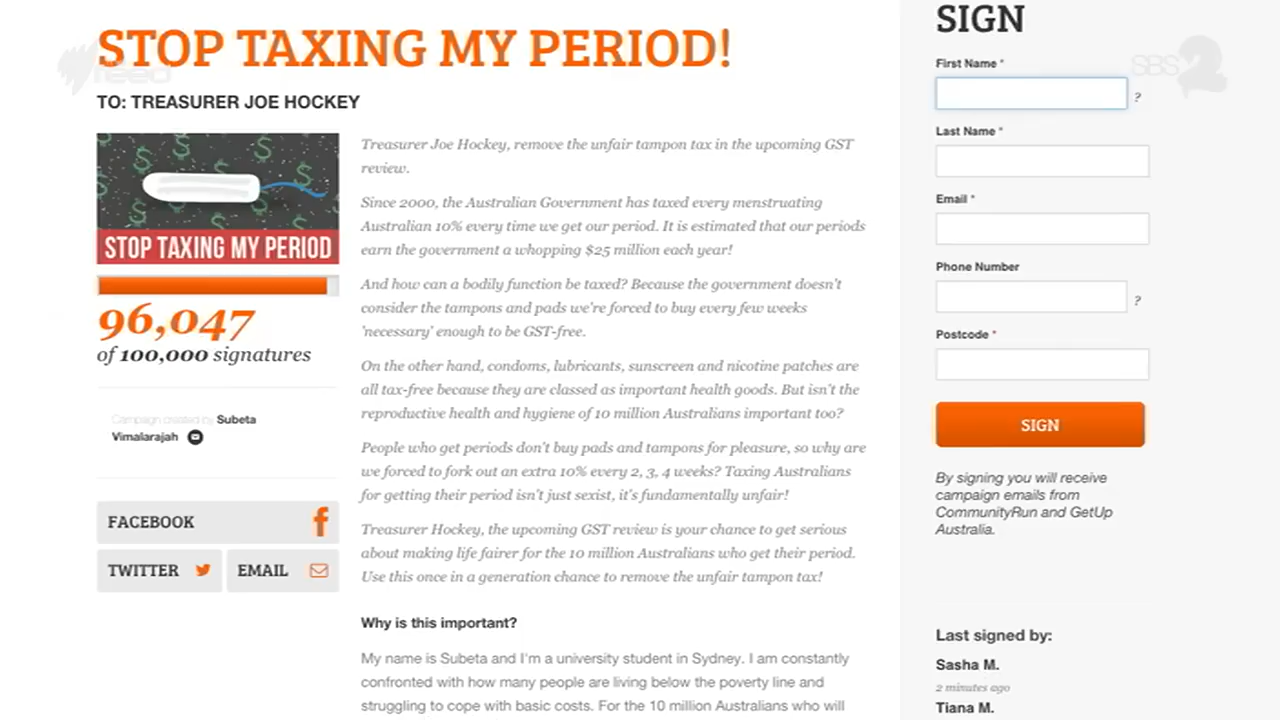 STOP TAXING MY PERIOD!
TO: TREASURER JOE HOCKEY
STOP TAXING MY PERIOD
96,047
of 100,000 signatures
Campaign created by Subeta
Vimalarajah
FACEBOOK
TWITTER
EMAIL
Treasurer Joe Hockey, remove the unfair tampon tax in the upcoming GST
review.
Since 2000, the Australian Government has taxed every menstruating
Australian 10% every time we get our period. It is estimated that our periods
earn the government a whopping $25 million each year!
And how can a bodily function be taxed? Because the government doesn't
consider the tampons and pads we're forced to buy every few weeks
'necessary' enough to be GST-free.
On the other hand, condoms, lubricants, sunscreen and nicotine patches are
all tax-free because they are classed as important health goods. But isn't the
reproductive health and hygiene of 10 million Australians important too?
People who get periods don't buy pads and tampons for pleasure, so why are
we forced to fork out an extra 10% every 2, 3, 4 weeks? Taxing Australians
for getting their period isn't just sexist, it's fundamentally unfair!
Treasurer Hockey, the upcoming GST review is your chance to get serious
about making life fairer for the 10 million Australians who get their period.
Use this once in a generation chance to remove the unfair tampon tax!
Why is this important?
My name is Subeta and I'm a university student in Sydney. I am constantly
confronted with how many people are living below the poverty line and
struggling to cope with basic costs. For the 10 million Australians who will
SIGN
First Name *
?
Last Name *
Email *
Phone Number
?
Postcode *
SIGN
By signing you will receive
campaign emails from
CommunityRun and GetUp
Australia.
Last signed by:
Sasha M.
2 minutes ago
Tiana M.
feed
SBS2